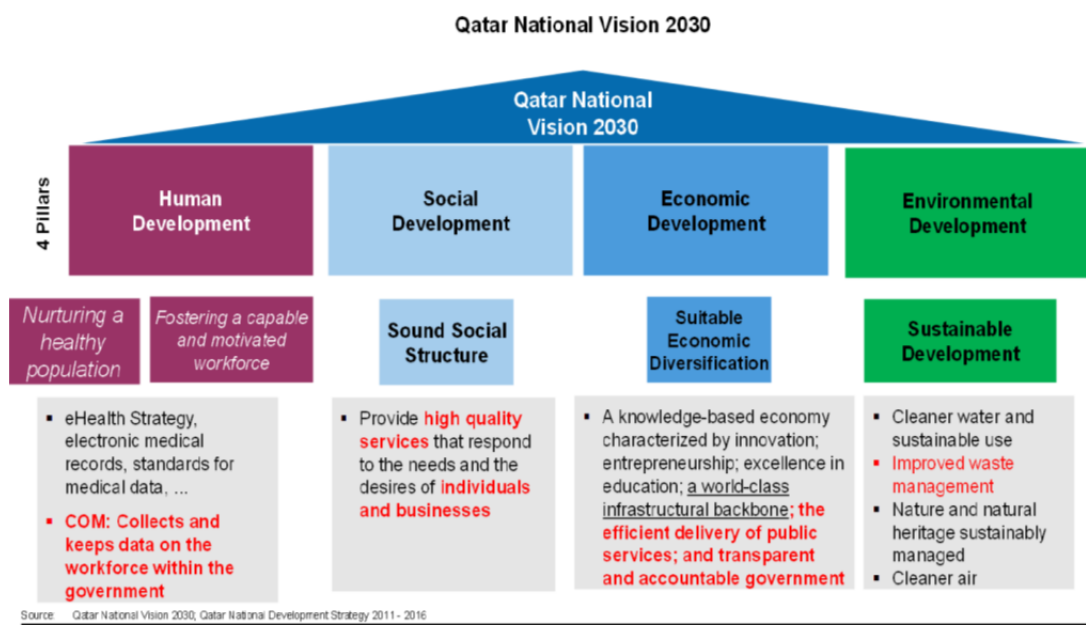 Qatar National Vision 2030
Qatar National
Vision 2030
4 Pillars
Human
Development
Social
Development
Economic
Development
Environmental
Development
Nurturing a
healthy
population
Fostering a capable
and motivated
workforce
Sound Social
Structure
Suitable
Economic
Diversification
Sustainable
Development
▪ eHealth Strategy,
electronic medical
records, standards for
medical data, ...
▪ COM: Collects and
keeps data on the
workforce within the
government
▪ Provide high quality
services that respond
to the needs and the
desires of individuals
and businesses
▪ A knowledge-based economy
characterized by innovation;
entrepreneurship; excellence in
education; a world-class
infrastructural backbone; the
efficient delivery of public
services; and transparent
and accountable government
▪ Cleaner water and
sustainable use
▪ Improved waste
management
▪ Nature and natural
heritage sustainably
managed
▪ Cleaner air
Source Qatar National Vision 2030; Qatar National Development Strategy 2011 - 2016